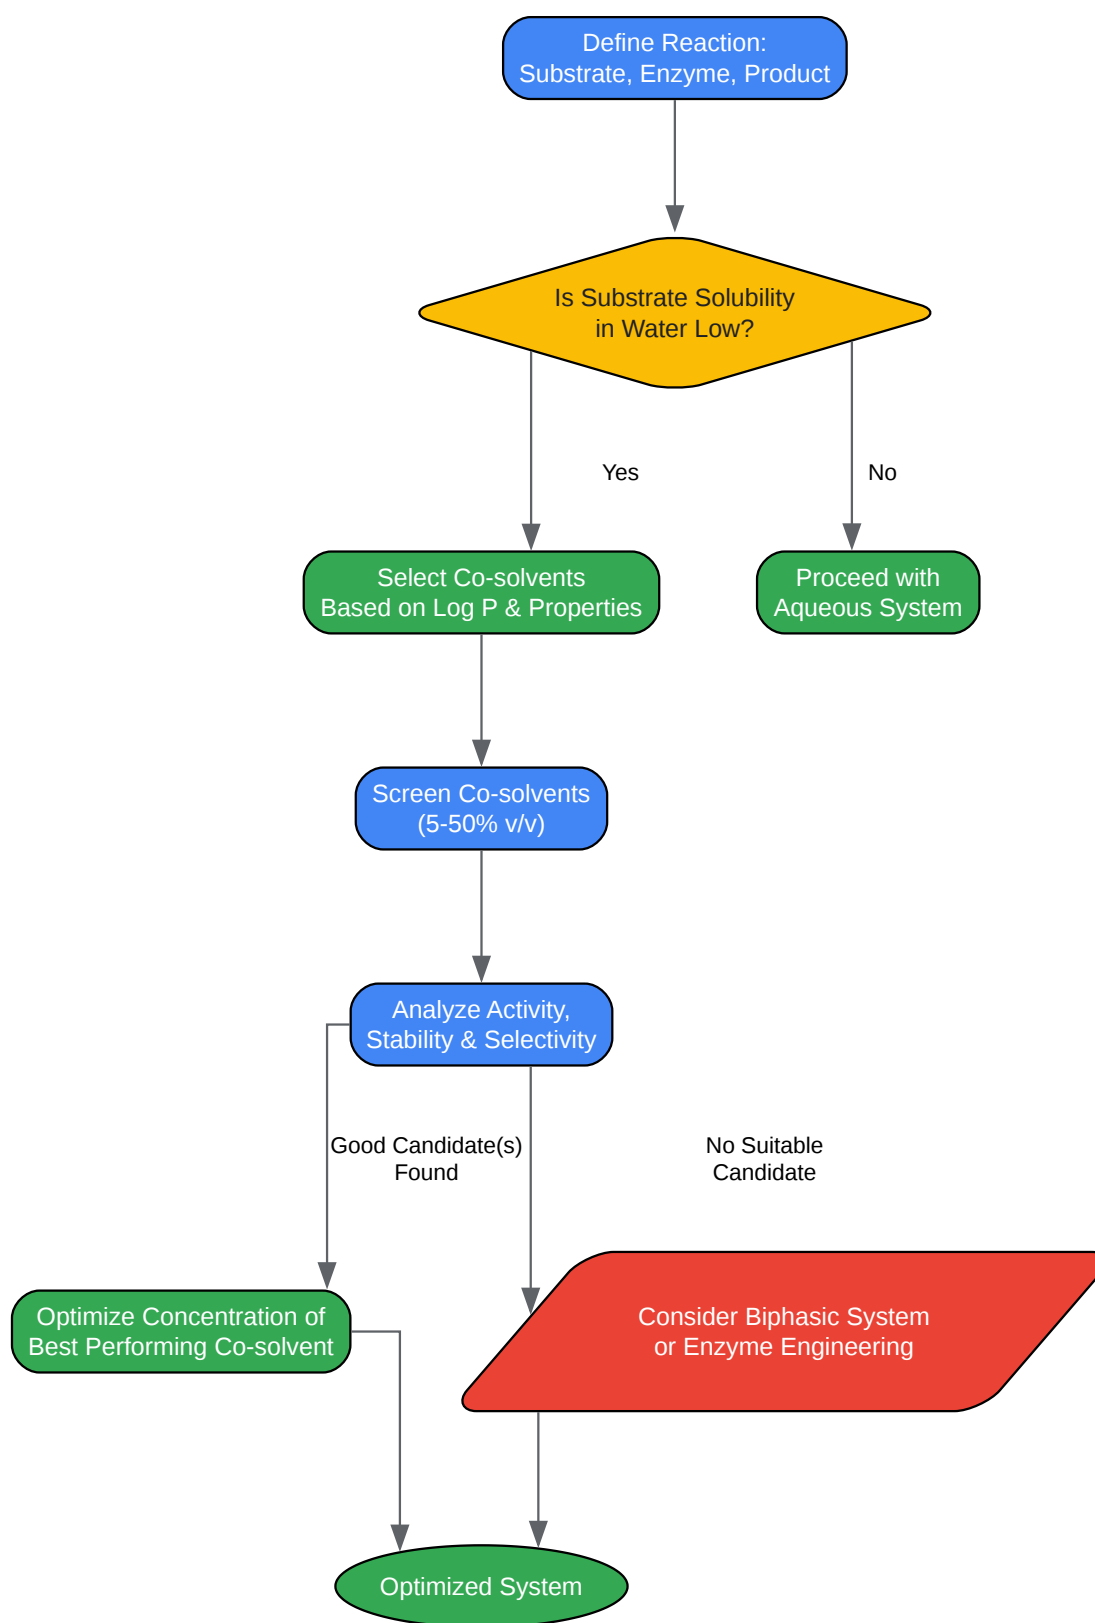 Define Reaction:
Substrate, Enzyme, Product
Is Substrate Solubility
in Water Low?
Yes
No
Select Co-solvents
Based on Log P & Properties
Proceed with
Aqueous System
Screen Co-solvents
(5-50% v/v)
Analyze Activity,
Stability & Selectivity
Good Candidate(s)
Found
No Suitable
Candidate
Optimize Concentration of
Best Performing Co-solvent
Consider Biphasic System
or Enzyme Engineering
Optimized System